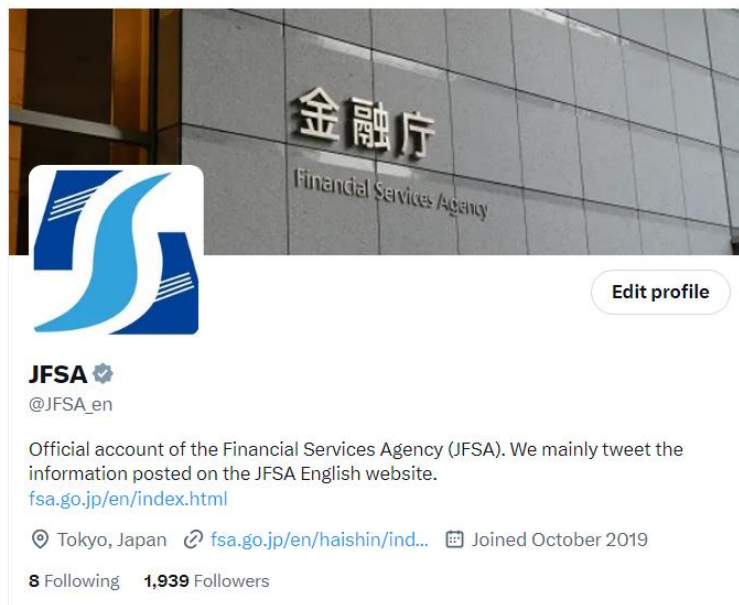 金融庁
Financial Services Agency
Edit profile
JFSA
@JFSA_en
Official account of the Financial Services Agency (JFSA). We mainly tweet the
information posted on the JFSA English website.
fsa.go.jp/en/index.html
Tokyo, Japan fsa.go.jp/en/haishin/ind... Joined October 2019
8 Following 1,939 Followers